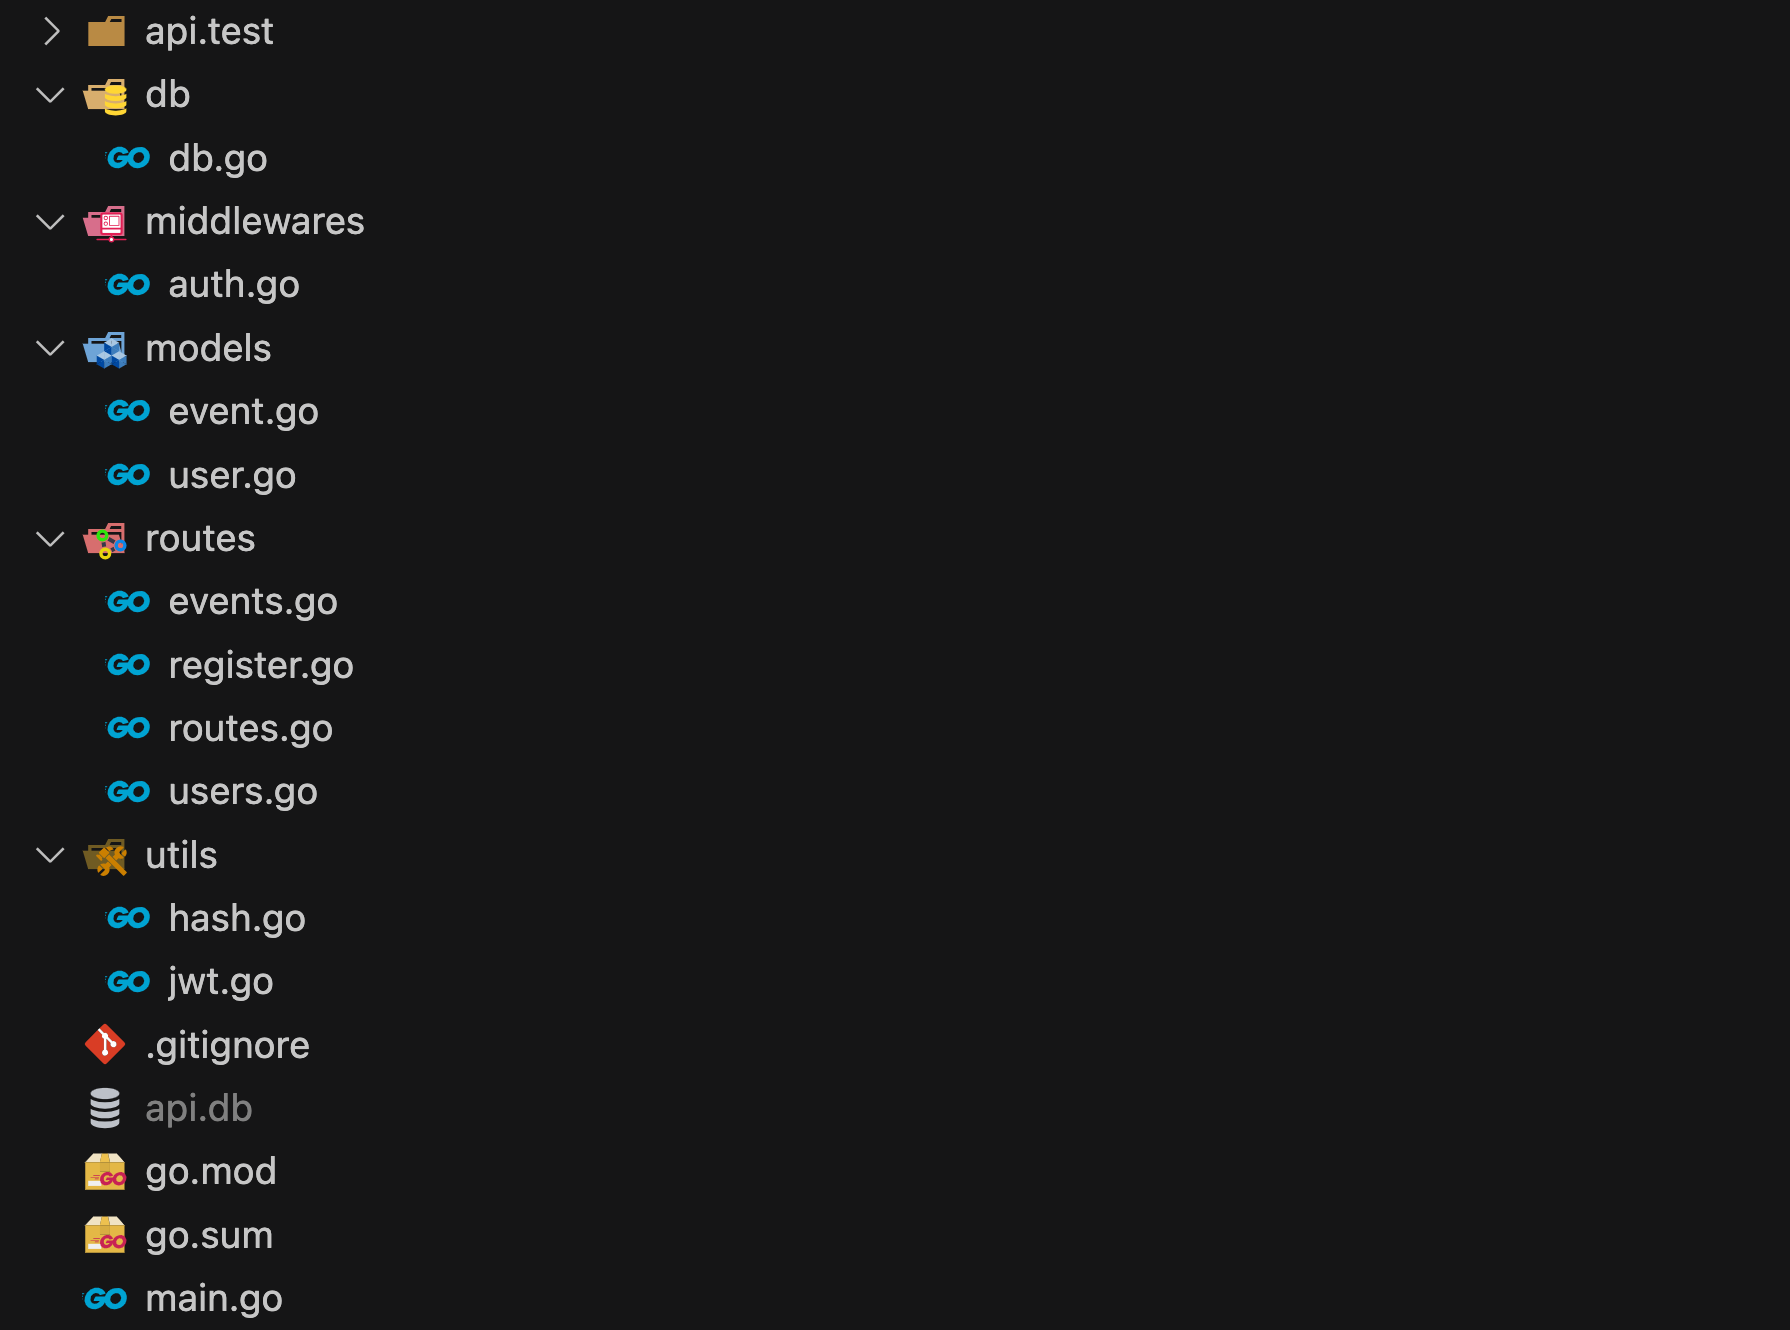 api.test
db
GO db.go
middlewares
GO auth.go
models
GO event.go
GO user.go
routes
GO events.go
GO register.go
GO routes.go
GO users.go
utils
GO hash.go
GO jwt.go
.gitignore
api.db
GO go.mod
GO go.sum
GO main.go